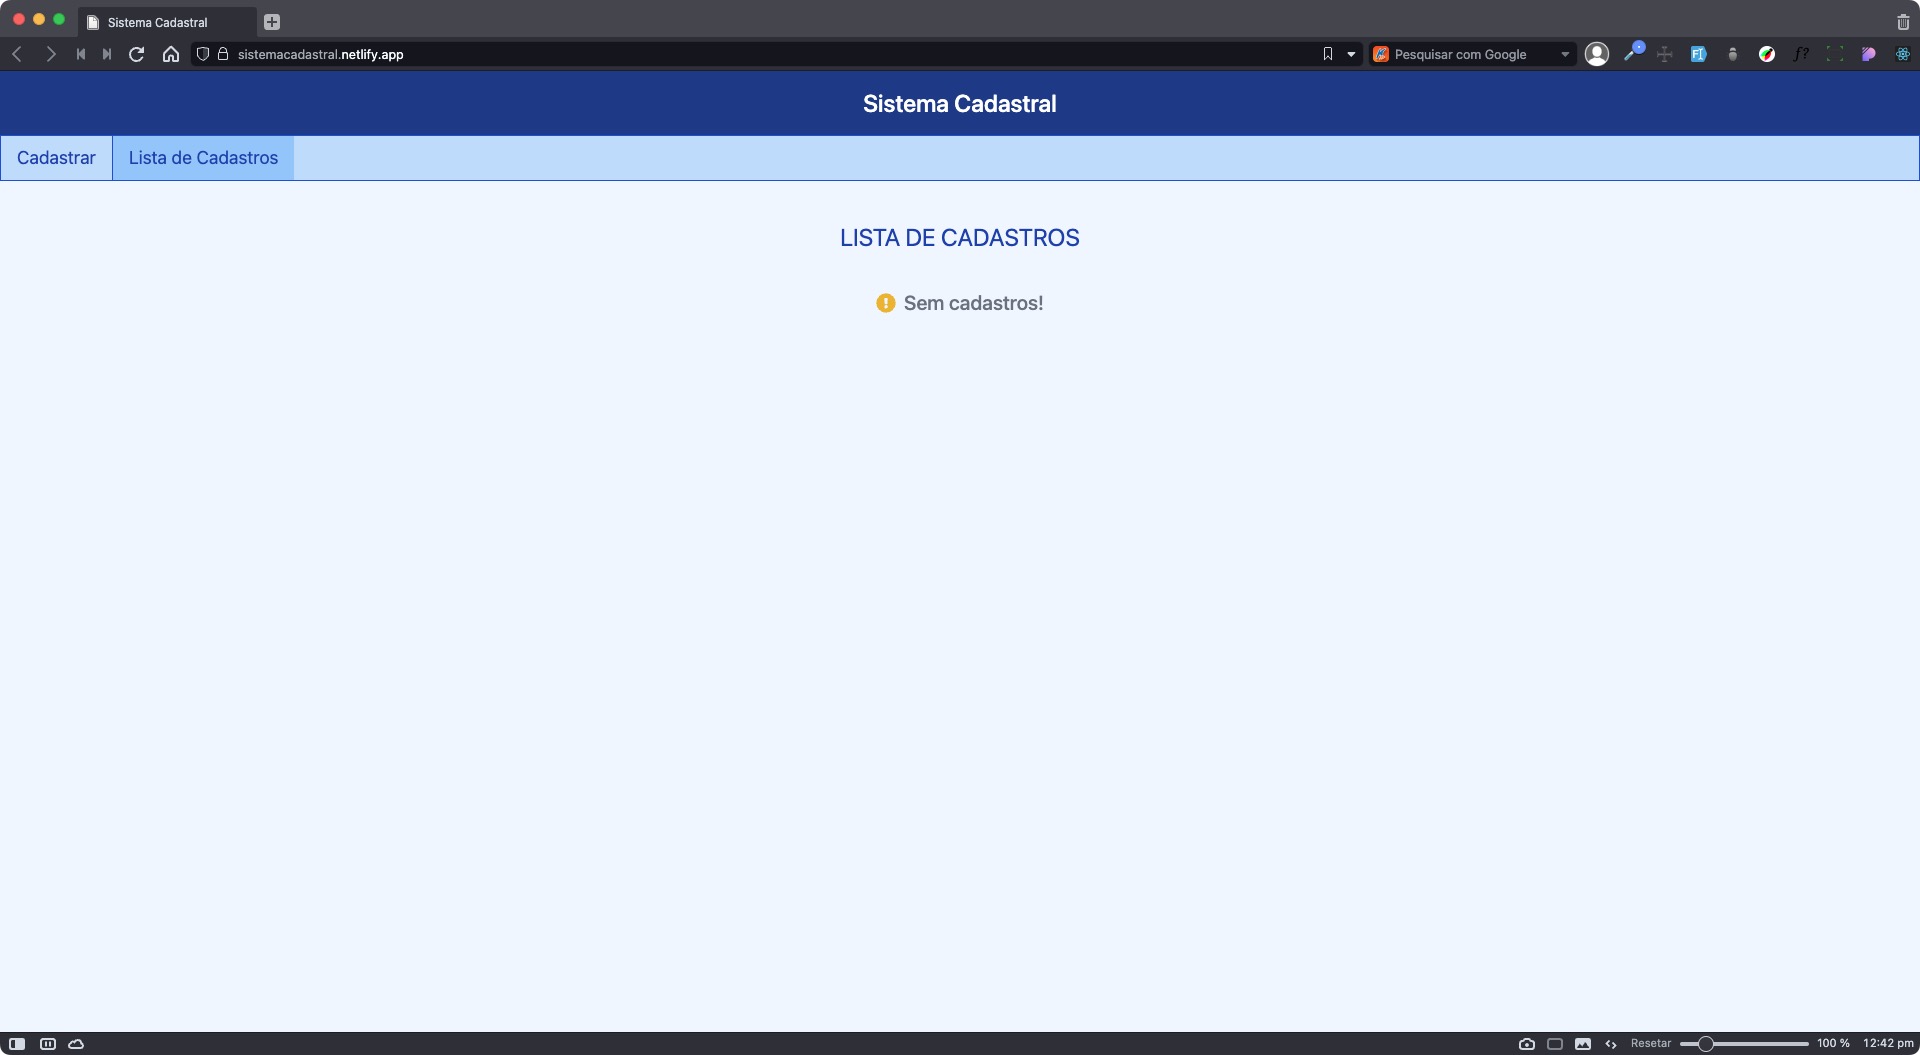 Sistema Cadastral
sistemacadastral.netlify.app
Pesquisar com Google
Sistema Cadastral
Cadastrar
Lista de Cadastros
LISTA DE CADASTROS
Sem cadastros!
Resetar
100 %
12:42 pm